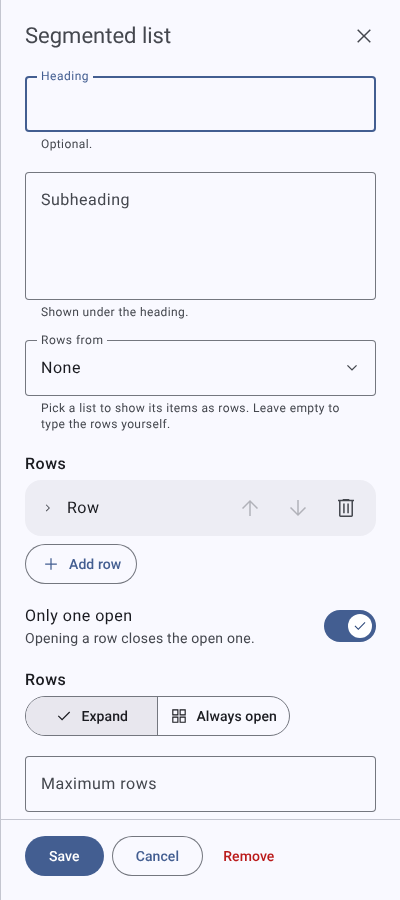 Segmented list
Heading
Optional.
Subheading
Shown under the heading.
Rows from
None
Pick a list to show its items as rows. Leave empty to
type the rows yourself.
Rows
Row
Add row
Only one open
Opening a row closes the open one.
Rows
Expand
Always open
Maximum rows
Save
Cancel
Remove